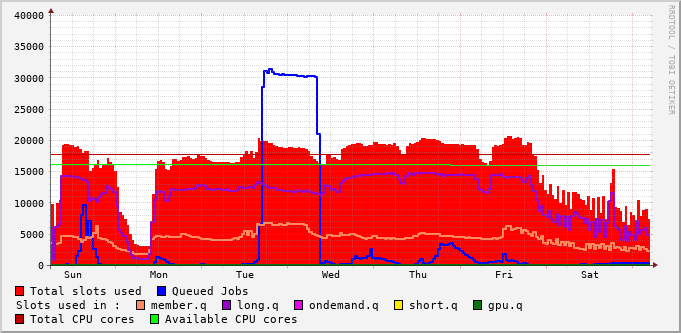 40000
35000
30000
25000
20000
15000
10000
5000
0
Sun Mon Tue Wed Thu Fri Sat
RRDTOOL / TOBI OETIKER
Total slots used Queued Jobs
Slots used in : member.q long.q ondemand.q short.q gpu.q
Total CPU cores Available CPU cores